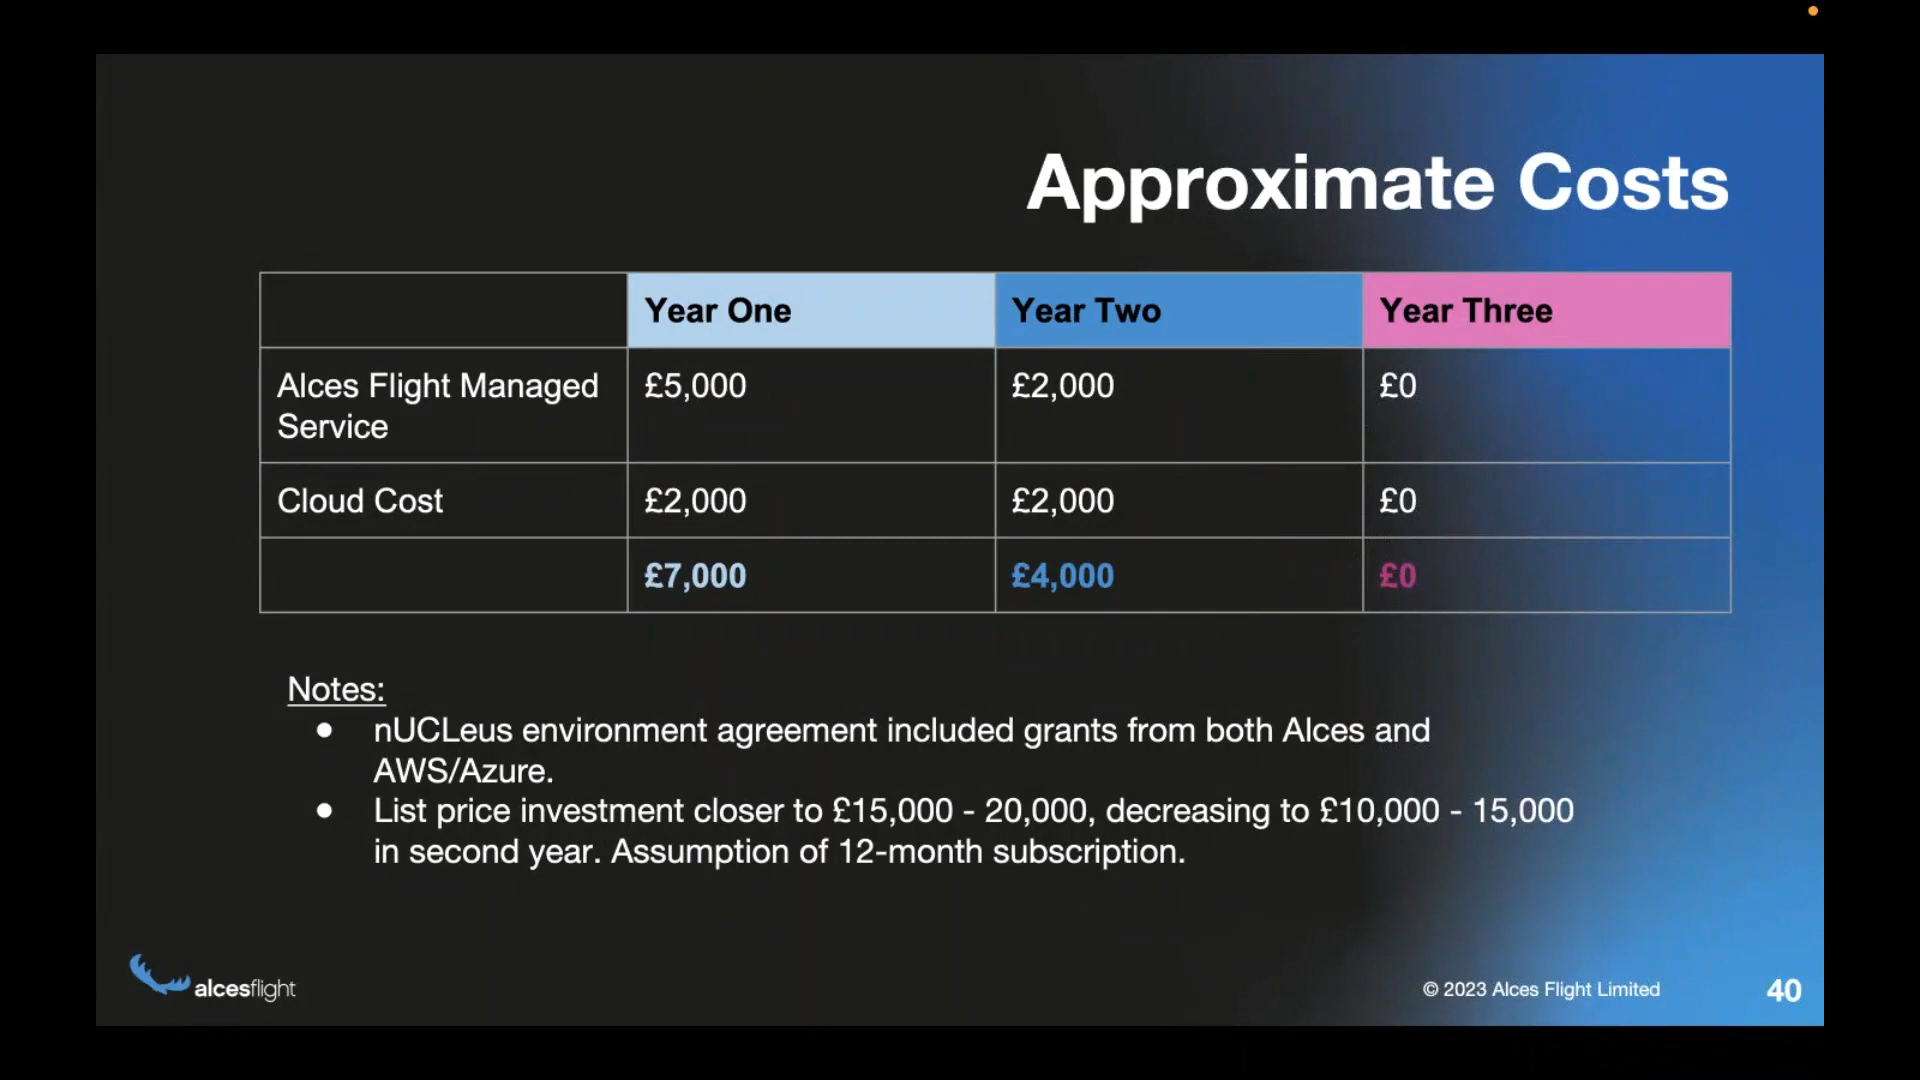 Approximate Costs
Year One
Year Two
Year Three
Alces Flight Managed
Service
£5,000
£2,000
£0
Cloud Cost
£2,000
£2,000
£0
£7,000
£4,000
£0
Notes:
● nUCLeus environment agreement included grants from both Alces and
AWS/Azure.
● List price investment closer to £15,000 - 20,000, decreasing to £10,000 - 15,000
in second year. Assumption of 12-month subscription.
alcesflight
© 2023 Alces Flight Limited
40